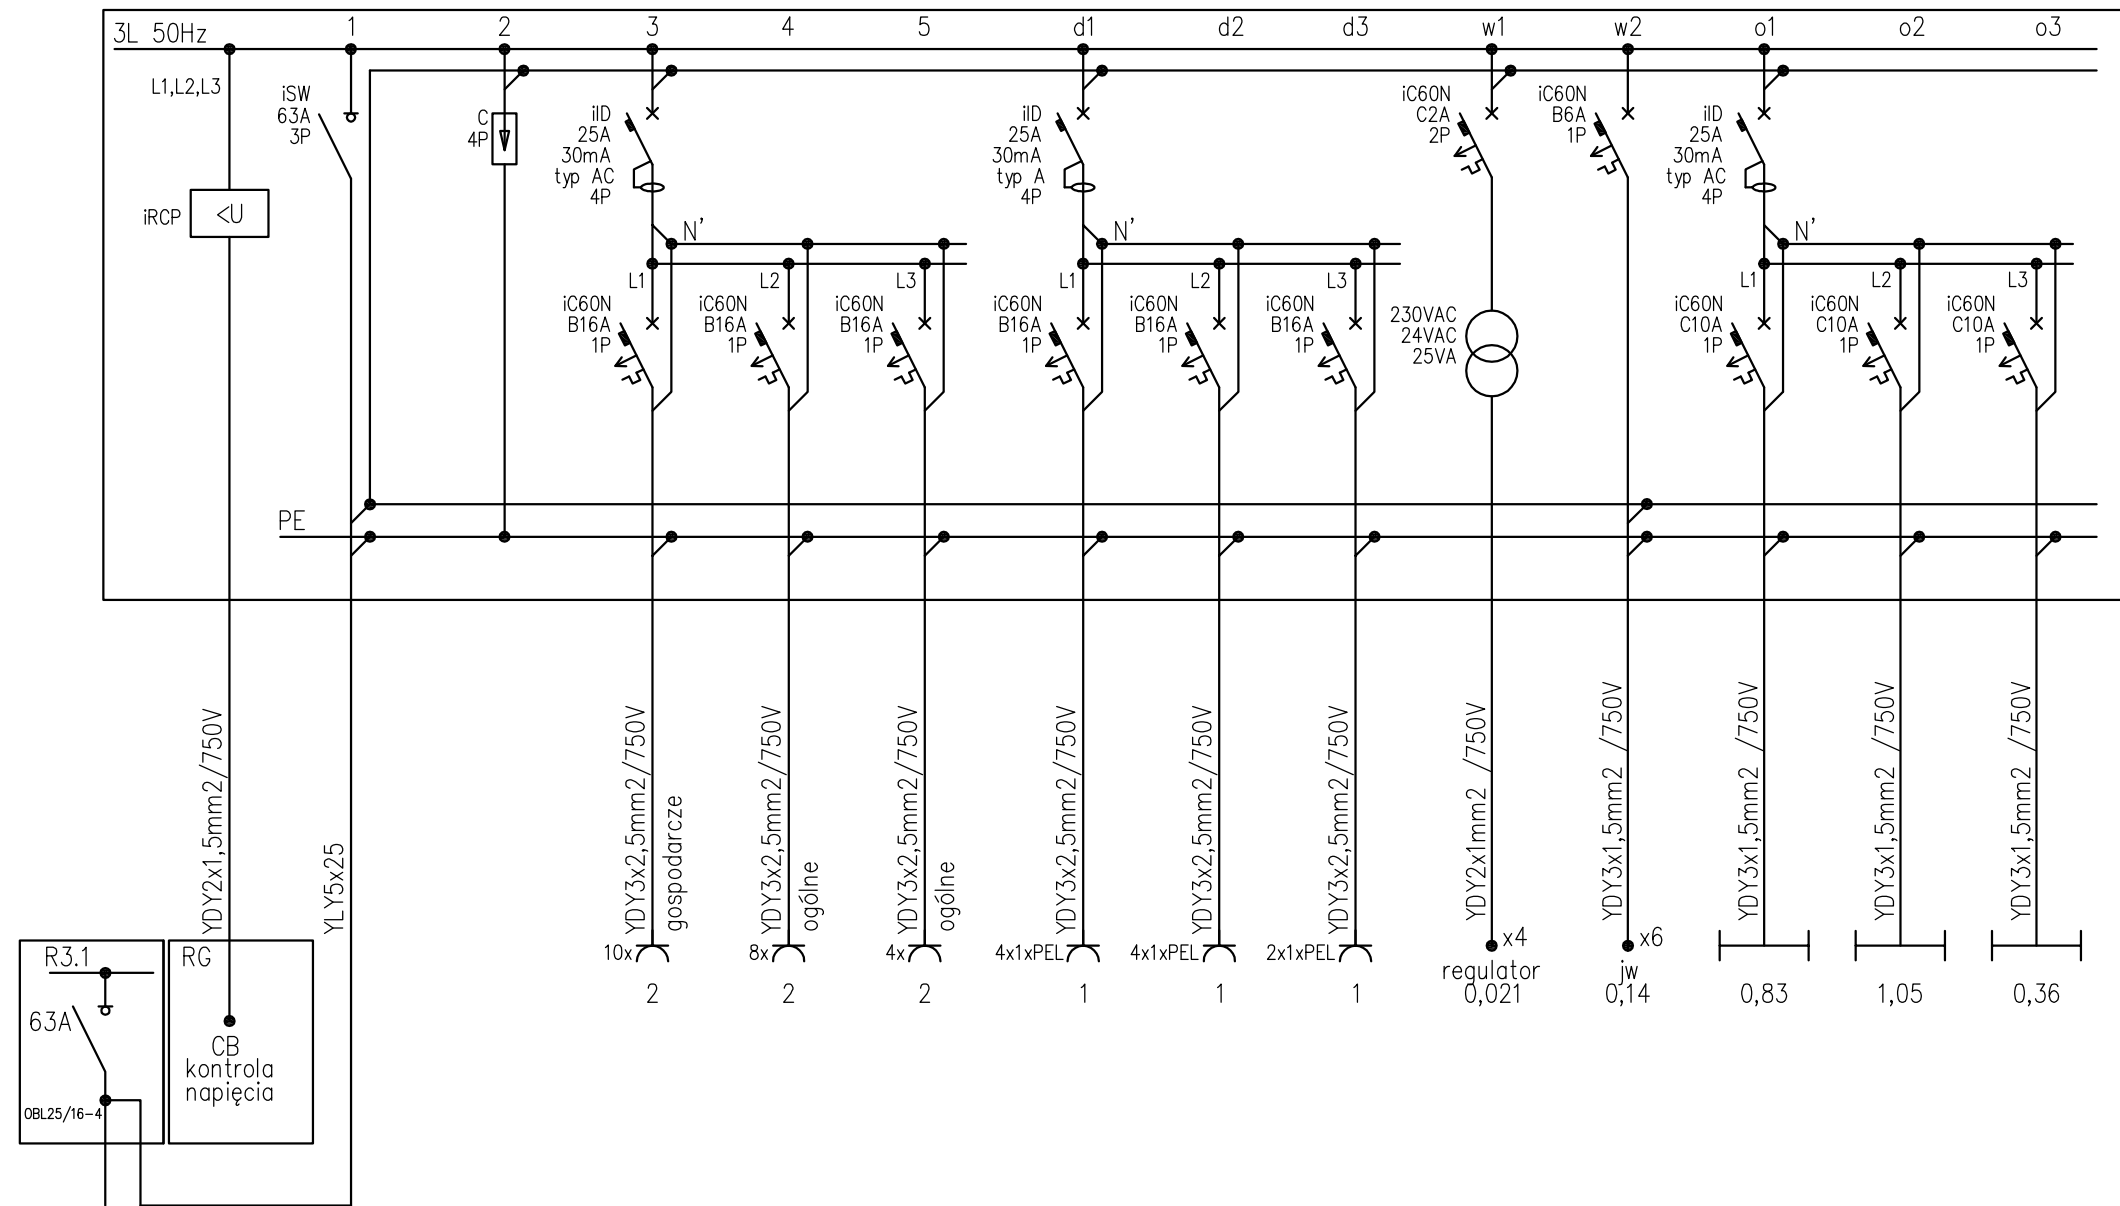 1 2 3 4 5 d1 d2 d3 w1 w2 o1 o2 o3
3L 50Hz
L1,L2,L3
iRCP
<U
iSW
63A
3P
C
4P
iID
25A
30mA
typ AC
4P
N'
iID
25A
30mA
typ A
4P
N'
iC60N
C2A
2P
iC60N
B6A
1P
iID
25A
30mA
typ AC
4P
N'
L1
iC60N
B16A
1P
L2
iC60N
B16A
1P
L3
iC60N
B16A
1P
L1
iC60N
B16A
1P
L2
iC60N
B16A
1P
L3
iC60N
B16A
1P
230VAC
24VAC
25VA
L1
iC60N
C10A
1P
L2
iC60N
C10A
1P
L3
iC60N
C10A
1P
PE
YDY2x1,5mm2/750V
YLY5x25
YDY3x2,5mm2/750V
gospodarcze
YDY3x2,5mm2/750V
ogólne
YDY3x2,5mm2/750V
ogólne
YDY3x2,5mm2/750V
YDY3x2,5mm2/750V
YDY3x2,5mm2/750V
YDY2x1mm2 /750V
YDY3x1,5mm2 /750V
YDY3x1,5mm2 /750V
YDY3x1,5mm2 /750V
YDY3x1,5mm2 /750V
10x
2
8x
2
4x
2
4x1xPEL
1
4x1xPEL
1
2x1xPEL
1
x4
regulator
0,021
x6
jw
0,14
0,83
1,05
0,36
R3.1
63A
OBL25/16-4
RG
CB
kontrola
napięcia